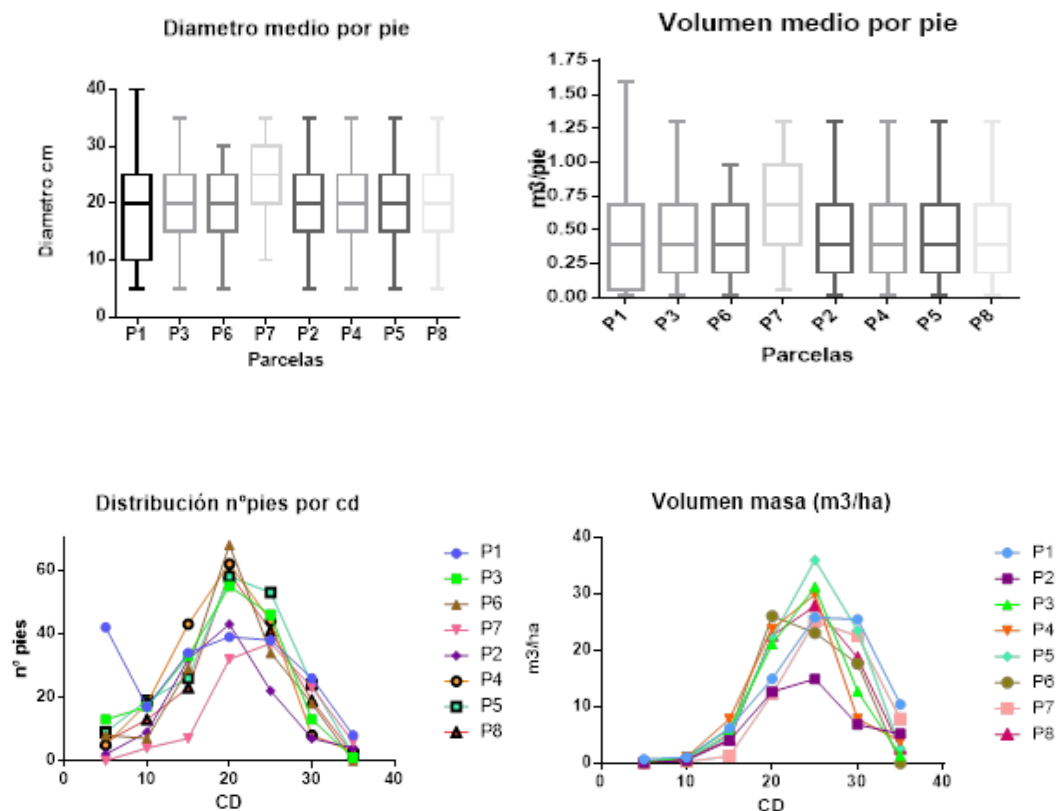 Diametro medio por pie
Diametro cm
40
30
20
10
0
P1 P3 P6 P7 P2 P4 P5 P8
Parcelas
Volumen medio por pie
m3/pie
1.75
1.50
1.25
1.00
0.75
0.50
0.25
0.00
P1 P3 P6 P7 P2 P4 P5 P8
Parcelas
Distribución nºpies por cd
nº pies
60
40
20
0
0 10 20 30 40
CD
P1
P3
P6
P7
P2
P4
P5
P8
Volumen masa (m3/ha)
m3/ha
40
30
20
10
0
0 10 20 30 40
CD
P1
P2
P3
P4
P5
P6
P7
P8